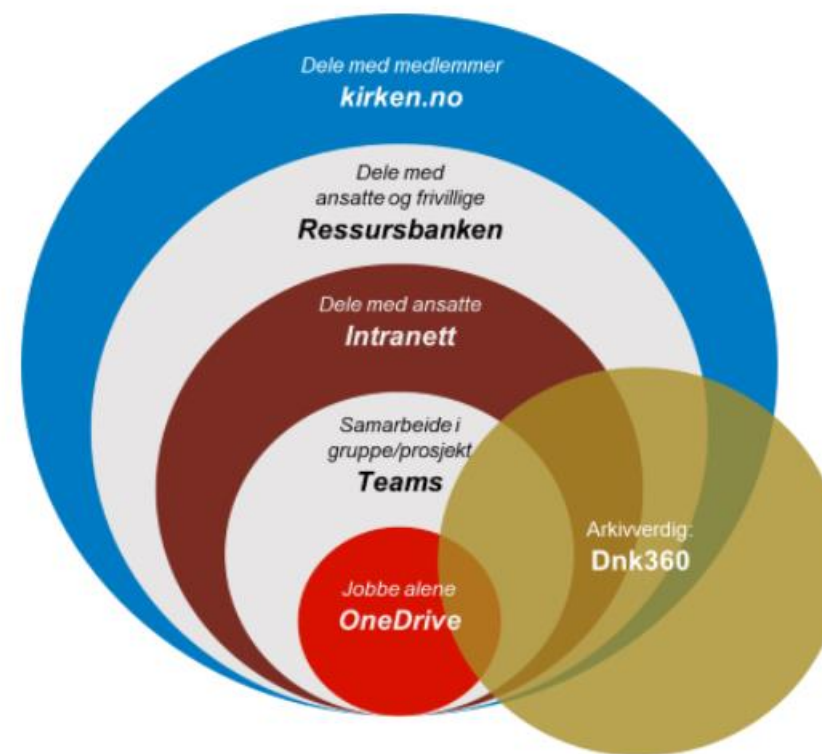 Dele med medlemmer
kirken.no
Dele med
ansatte og frivillige
Ressursbanken
Dele med ansatte
Intranett
Samarbeide i
gruppe/prosjekt
Teams
Arkivverdig:
Dnk360
Jobbe alene
OneDrive